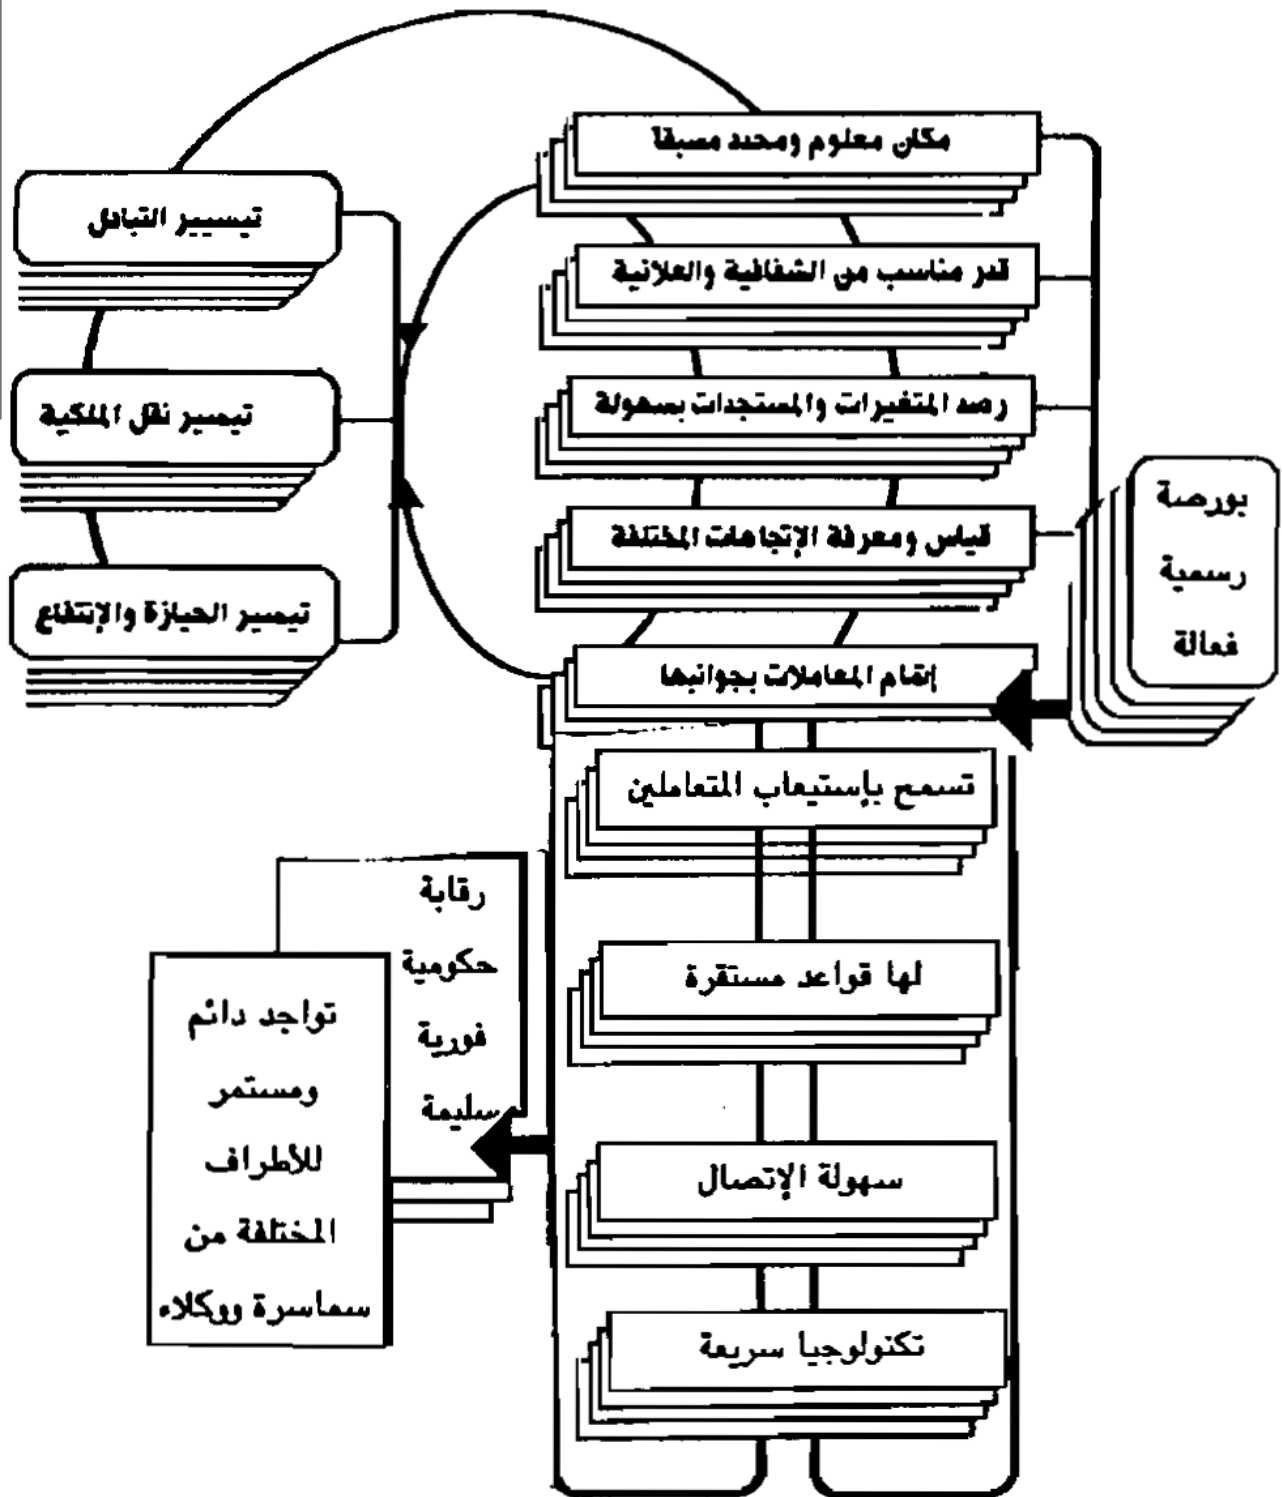 مكان معلوم ومحدد مسبقا
قدر مناسب من الشفافية والعلانية
رصد المتغيرات والمستجدات بسهولة
قياس ومعرفة الإتجاهات المختلفة
إتمام المعاملات بجوانبها
بورصة
رسمية
فعالة
تيسيير التبادل
تيسير نقل الملكية
تيسير الحيازة والإنتفاع
تسمح بإستيعاب المتعاملين
لها قواعد مستقرة
سهولة الإتصال
تكنولوجيا سريعة
رقابة
حكومية
فورية
سليمة
تواجد دائم
ومستمر
للأطراف
المختلفة من
سماسرة ووكلاء